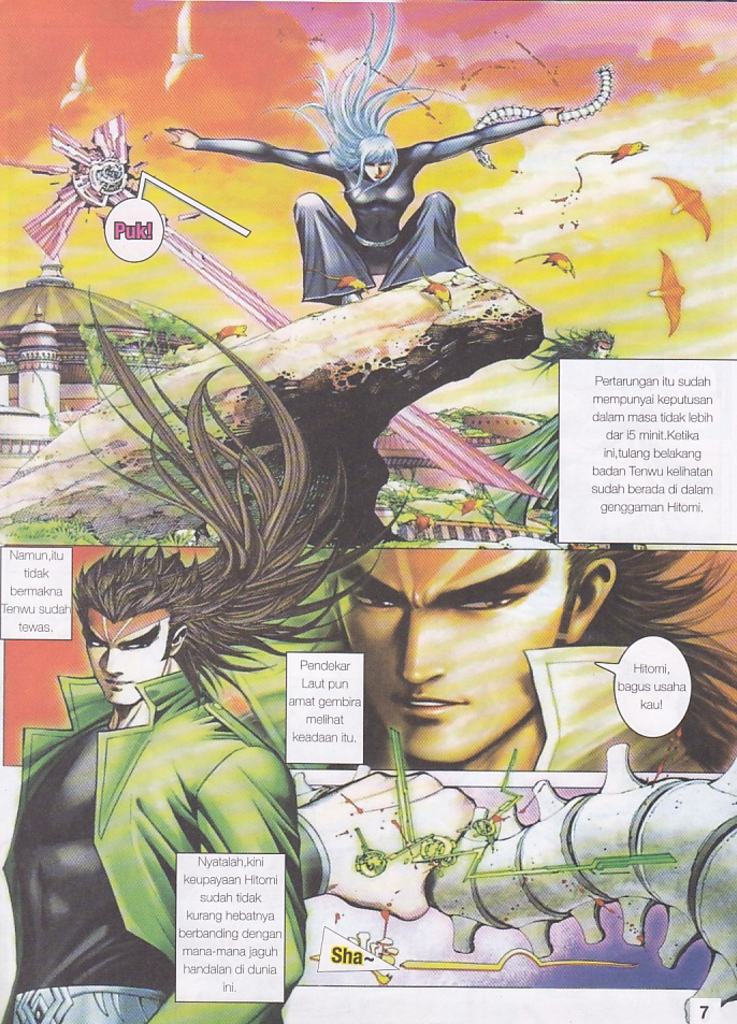 Puk!
Pertarungan itu sudah
mempunyai keputusan
dalam masa tidak lebih
dar i5 minit.Ketika
ini,tulang belakang
badan Tenwu kelihatan
sudah berada di dalam
genggaman Hitomi.
Namun,itu
tidak
bermakna
Tenwu sudah
tewas.
Pendekar
Laut pun
amat gembira
melihat
keadaan itu.
Hitomi,
bagus usaha
kau!
Nyatalah,kini
keupayaan Hitomi
sudah tidak
kurang hebatnya
berbanding dengan
mana-mana jaguh
handalan di dunia
ini.
Sha~
7